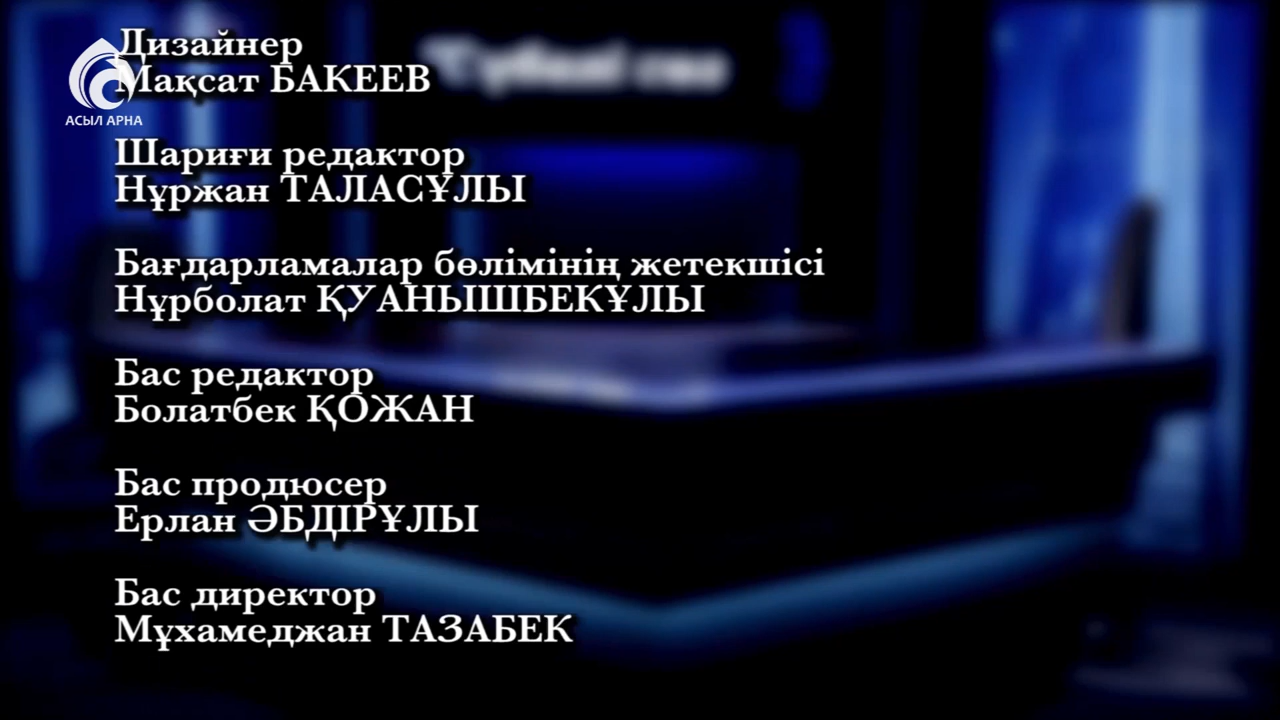 Дизайнер
Мақсат БАКЕЕВ
АСЫЛ АРНА
Шариғи редактор
Нұржан ТАЛАСҰЛЫ
Бағдарламалар бөлімінің жетекшісі
Нұрболат ҚУАНЫШБЕКҰЛЫ
Бас редактор
Болатбек ҚОЖАН
Бас продюсер
Ерлан ӘБДІРҰЛЫ
Бас директор
Мұхамеджан ТАЗАБЕК